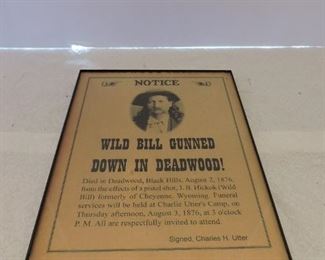 NOTICE
WILD BILL GUNNED
DOWN IN DEADWOOD!
Died in Deadwood, Black Hills, August 2, 1876,
from the effects of a pistol shot, J. B. Hickok (Wild
Bill) formerly of Cheyenne, Wyoming. Funeral
services will be held at Charlie Utter's Camp, on
Thursday afternoon, August 3, 1876, at 3 o'clock
P. M. All are respectfully invited to attend.
Signed, Charles H. Utter